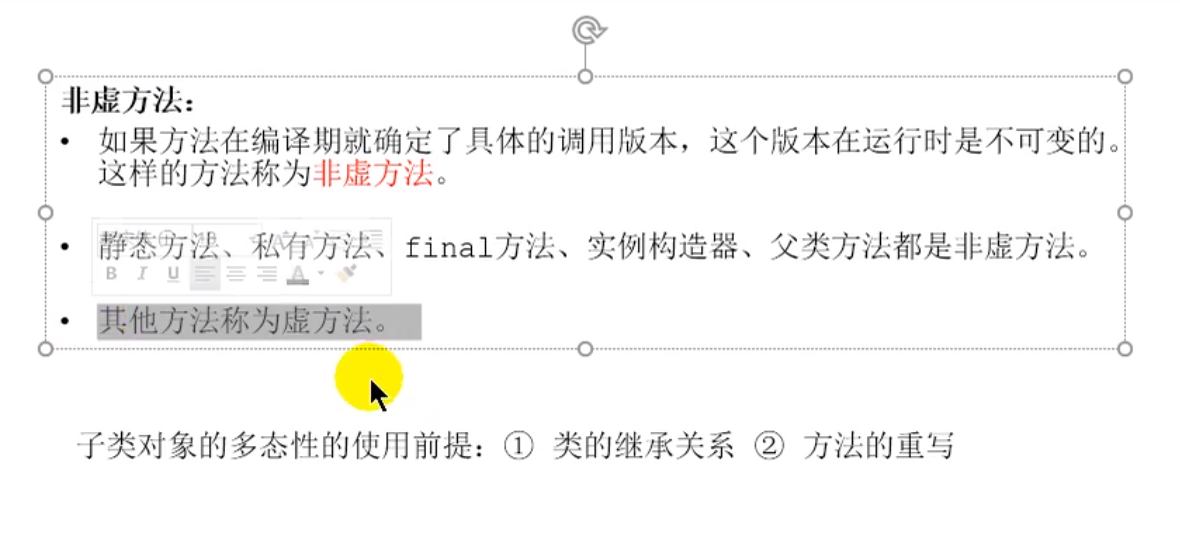 非虚方法：
• 如果方法在编译期就确定了具体的调用版本，这个版本在运行时是不可变的。
这样的方法称为非虚方法。
• 静态方法、私有方法、final方法、实例构造器、父类方法都是非虚方法。
B I U A
• 其他方法称为虚方法。
子类对象的多态性的使用前提：① 类的继承关系 ② 方法的重写